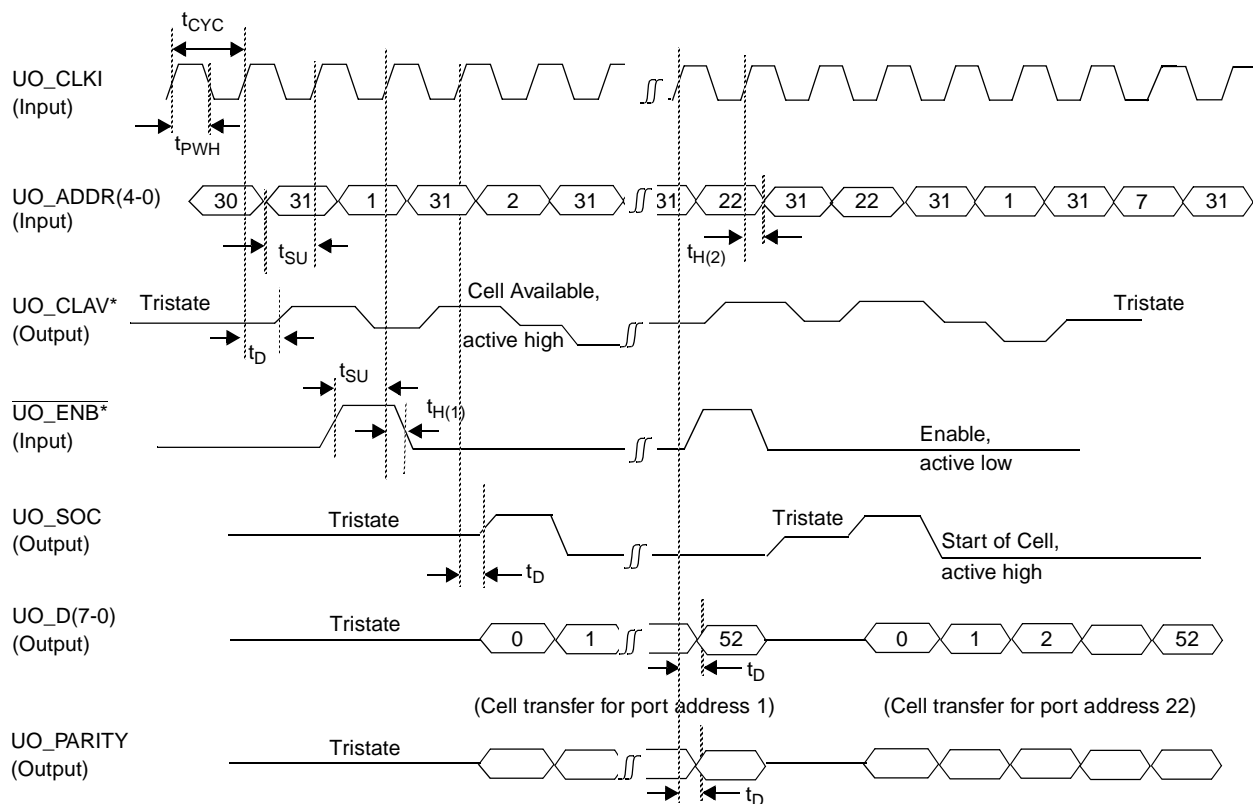 tCYC
UO_CLKI
(Input)
tPWH
UO_ADDR(4-0)
(Input)
30 31 1 31 2 31 31 22 31 22 31 1 31 7 31
tSU
tH(2)
UO_CLAV*
(Output)
Tristate
Cell Available,
active high
Tristate
tD
tSU
UO_ENB*
(Input)
tH(1)
Enable,
active low
UO_SOC
(Output)
Tristate
Tristate
Start of Cell,
active high
tD
UO_D(7-0)
(Output)
Tristate
0 1 52 0 1 2 52
tD
(Cell transfer for port address 1) (Cell transfer for port address 22)
UO_PARITY
(Output)
Tristate
tD